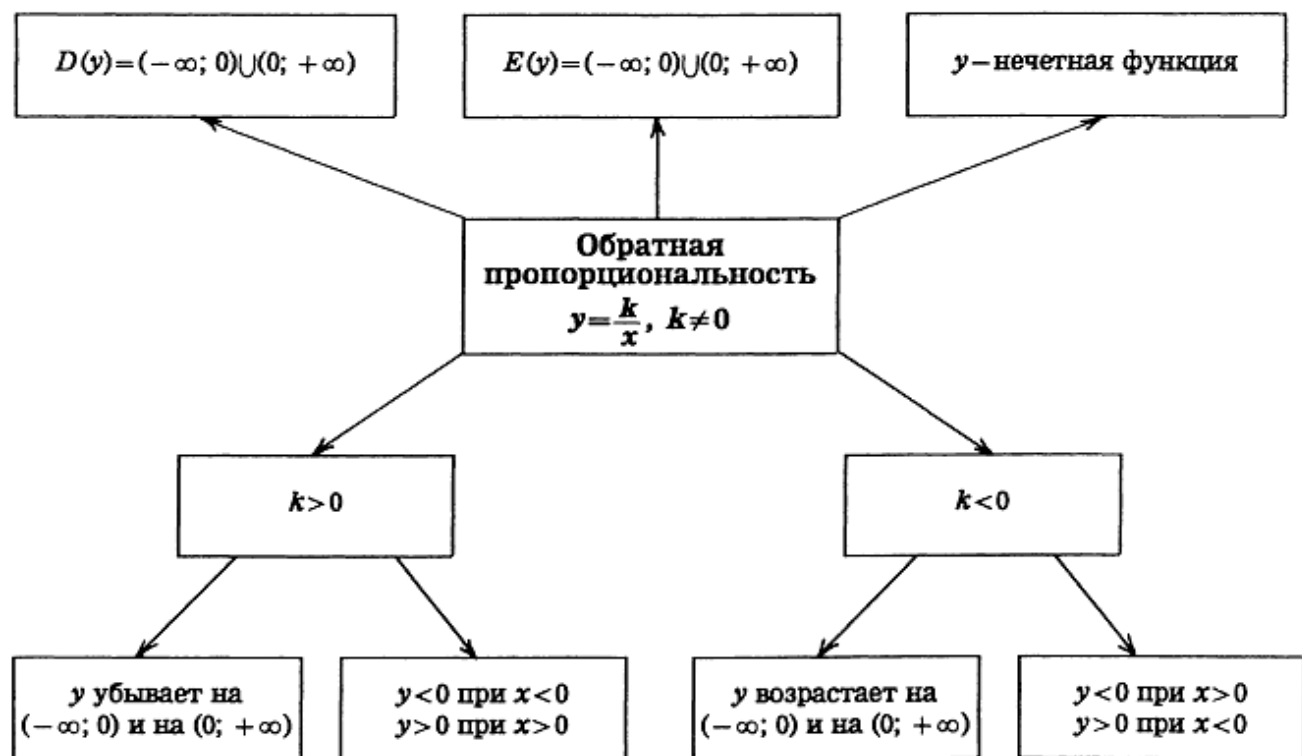 D(y)=(−∞; 0)∪(0; +∞)
E(y)=(−∞; 0)∪(0; +∞)
y−нечетная функция
Обратная
пропорциональность
y=k/x, k≠0
k>0
k<0
y убывает на
(−∞; 0) и на (0; +∞)
y<0 при x<0
y>0 при x>0
y возрастает на
(−∞; 0) и на (0; +∞)
y<0 при x>0
y>0 при x<0